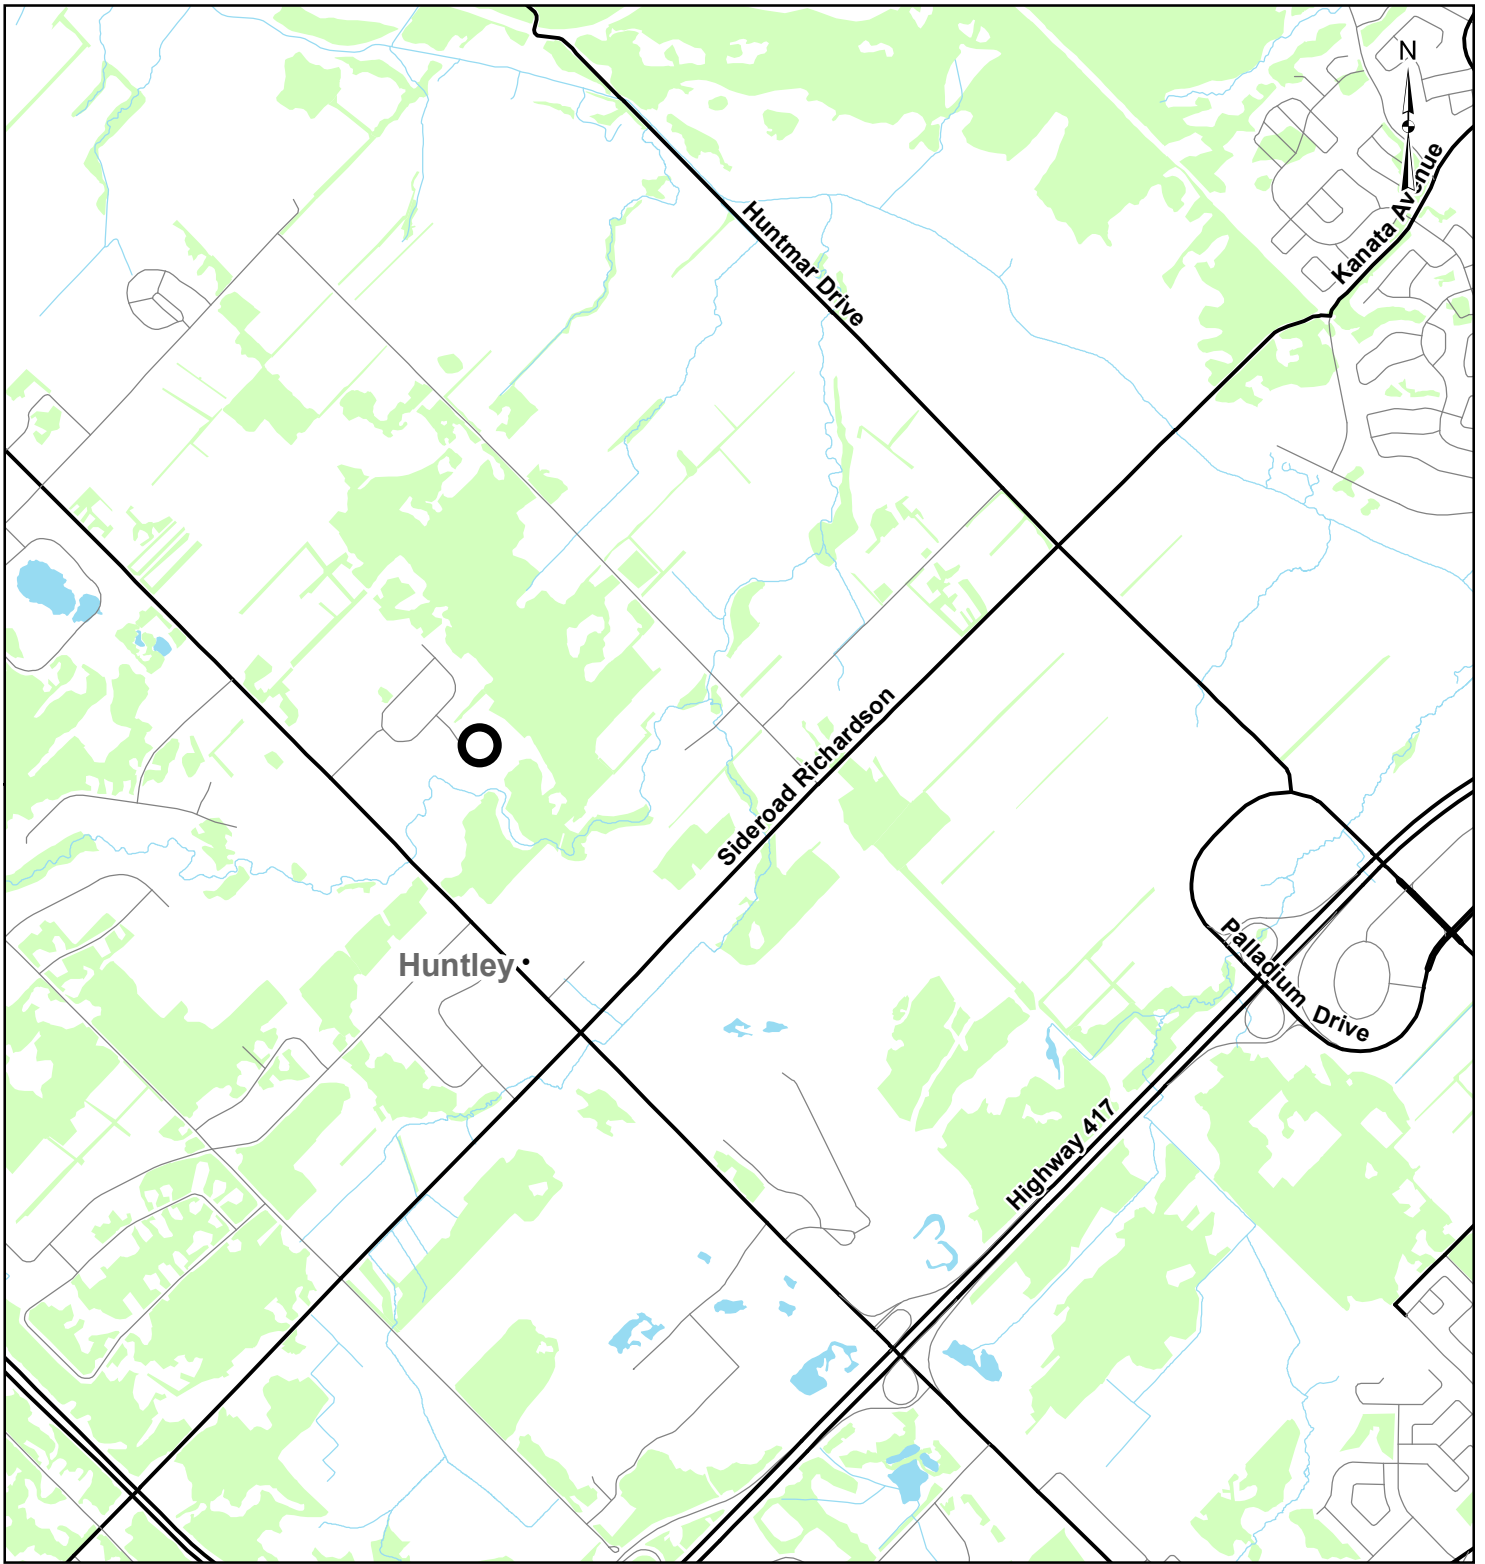 N
Kanata Avenue
Huntmar Drive
Sideroad Richardson
Palladium Drive
Huntley
Highway 417